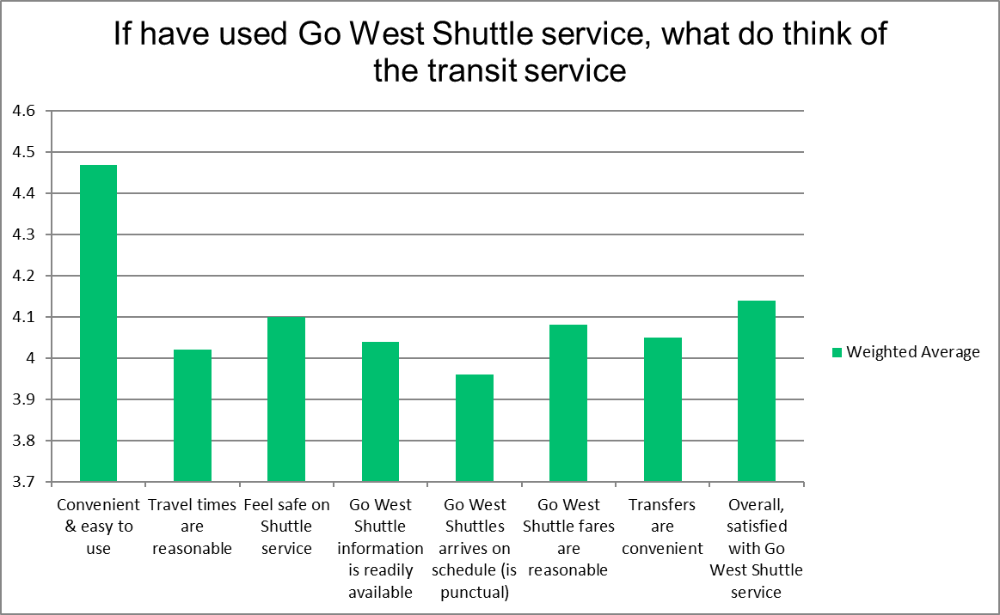 If have used Go West Shuttle service, what do think of
the transit service
4.6
4.5
4.4
4.3
4.2
4.1
4
3.9
3.8
3.7
Convenient
& easy to
use
Travel times
are
reasonable
Feel safe on
Shuttle
service
Go West
Shuttle
information
is readily
available
Go West
Shuttles
arrives on
schedule (is
punctual)
Go West
Shuttle fares
are
reasonable
Transfers
are
convenient
Overall,
satisfied
with Go
West Shuttle
service
Weighted Average